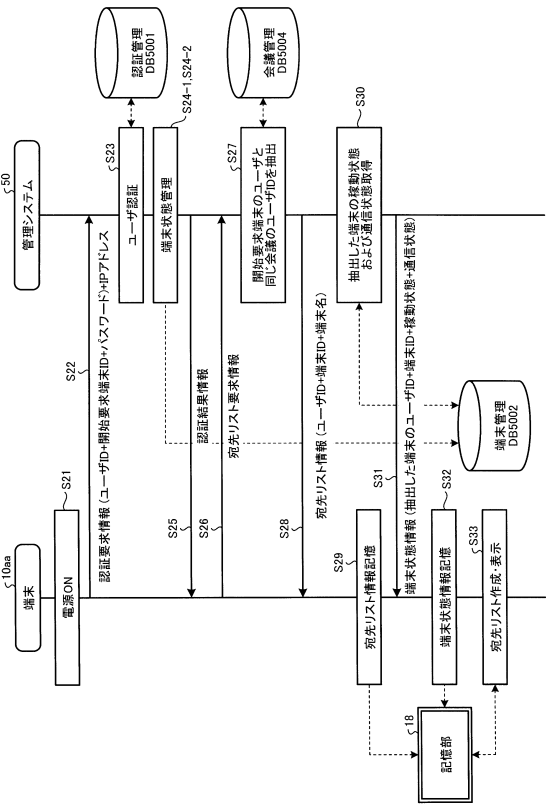 10aa
端末
50
管理システム
S21
電源ON
S22
認証要求情報（ユーザID+開始要求端末ID+パスワード）+IPアドレス
S23
ユーザ認証
認証管理
DB5001
S24-1,S24-2
端末状態管理
S25
認証結果情報
S26
宛先リスト要求情報
S27
開始要求端末のユーザと
同じ会議のユーザIDを抽出
会議管理
DB5004
S28
宛先リスト情報（ユーザID+端末ID+端末名）
S29
宛先リスト情報記憶
S30
抽出した端末の稼動状態
および通信状態取得
S31
端末状態情報（抽出した端末のユーザID+端末ID+稼動状態+通信状態）
S32
端末状態情報記憶
端末管理
DB5002
S33
宛先リスト作成・表示
18
記憶部